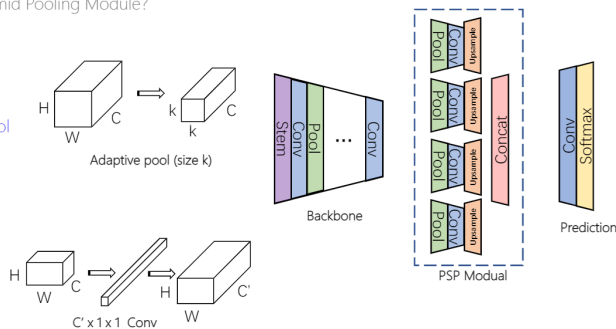 mid Pooling Module?
ol
H
W
C
k
k
C
Adaptive pool (size k)
H
W
C
H
W
C'
C' x 1 x 1 Conv
Stem
Conv
Pool
...
Conv
Backbone
Pool
Conv
Upsample
Pool
Conv
Upsample
Pool
Conv
Upsample
Pool
Conv
Upsample
Concat
PSP Modual
Conv
Softmax
Prediction